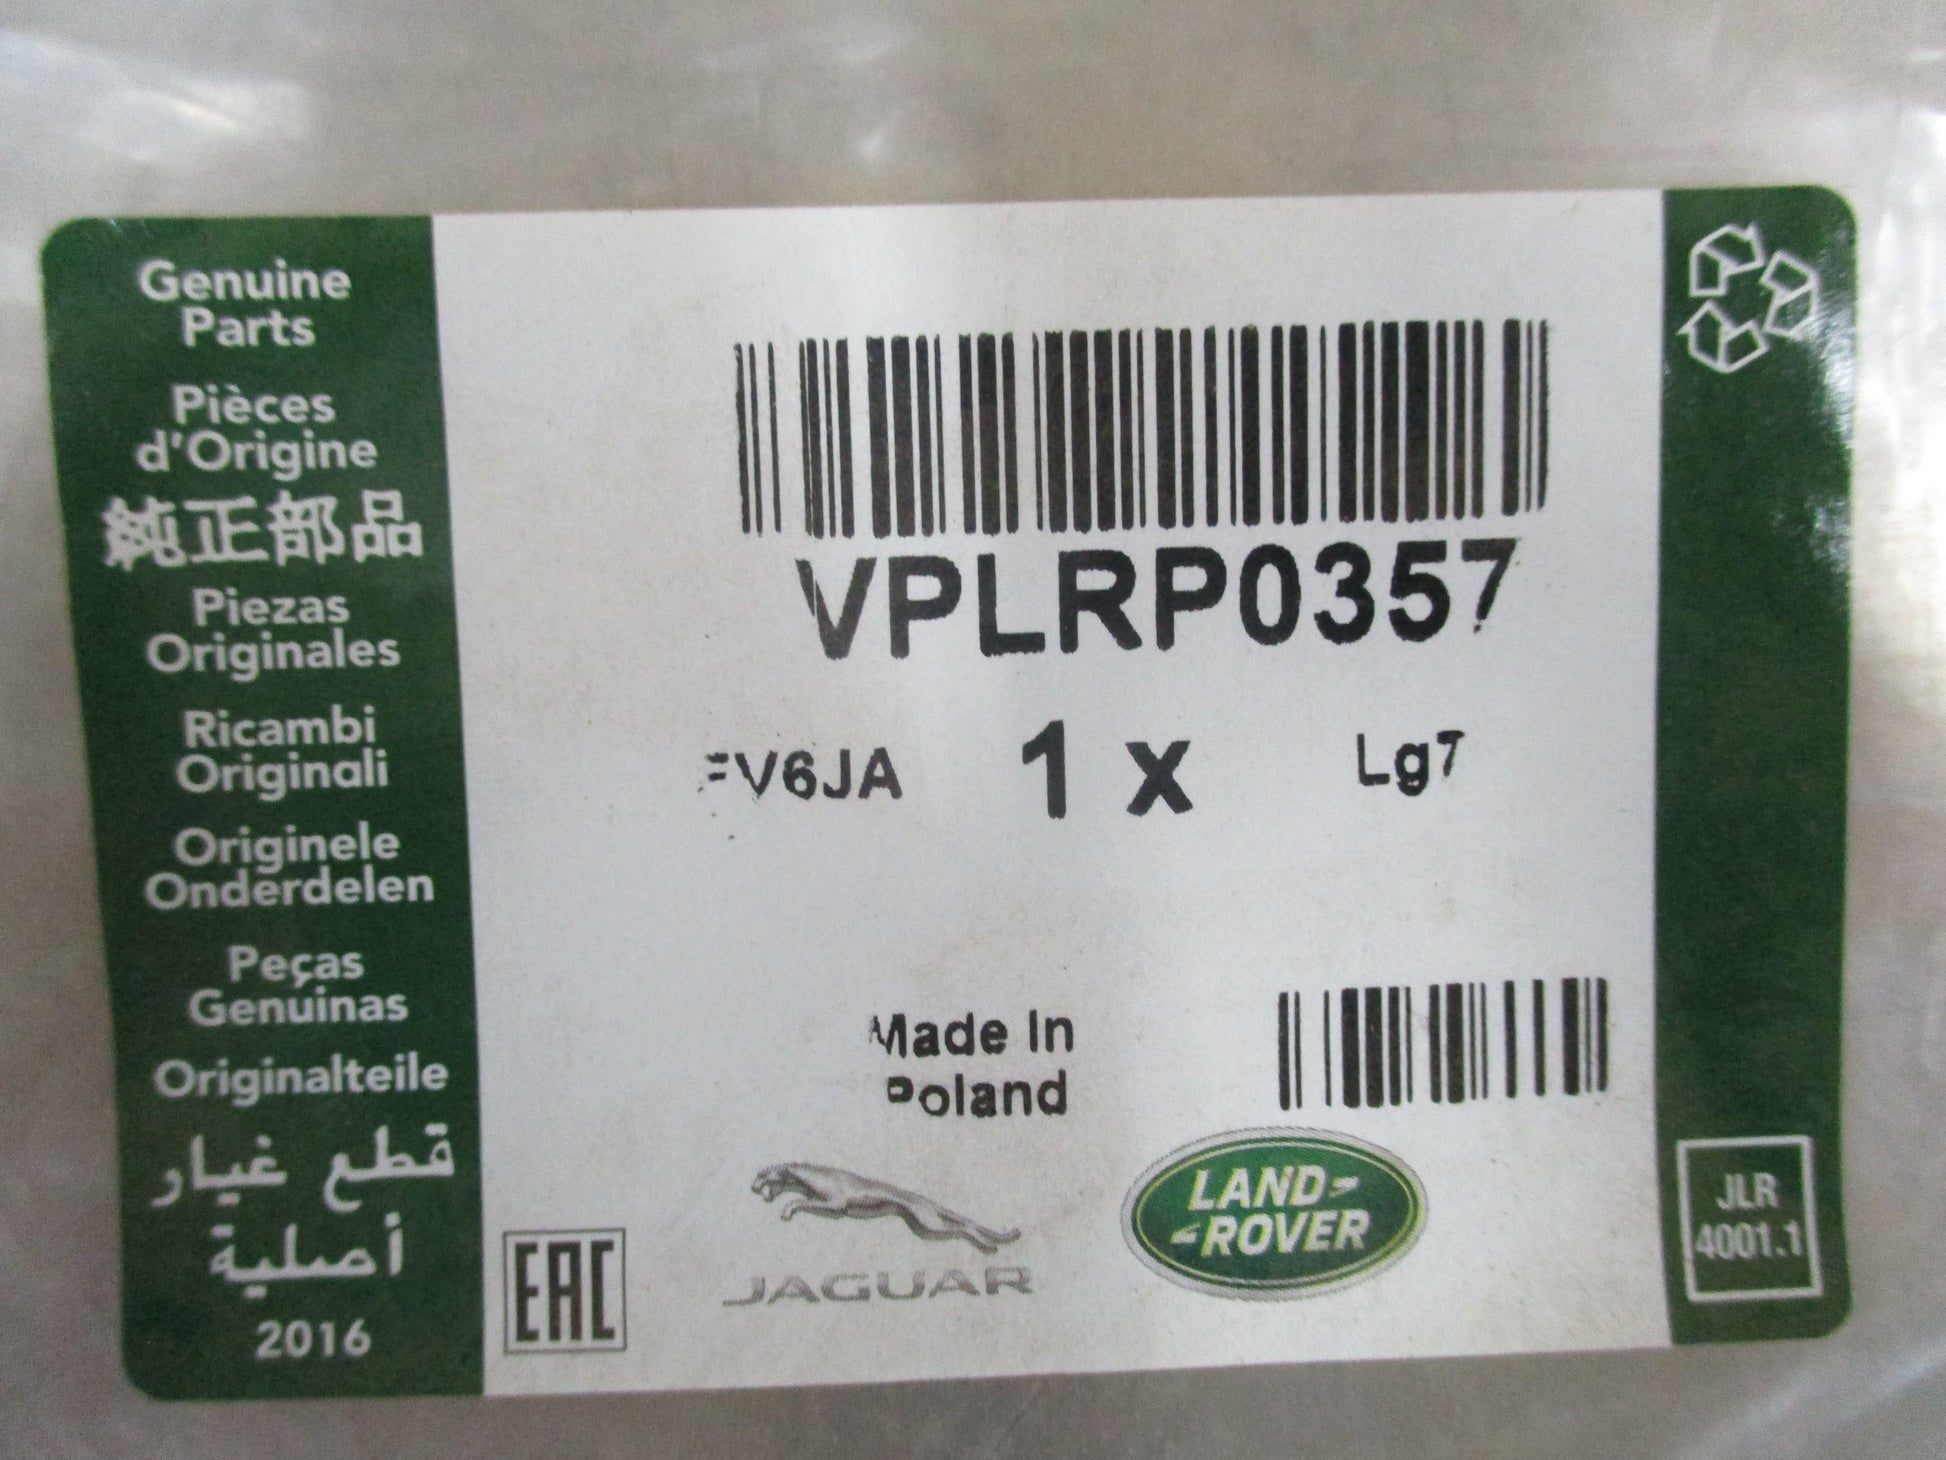 Genuine
Parts
Pièces
d'Origine
純正部品
Piezas
Originales
Ricambi
Originali
Originele
Onderdelen
Peças
Genuinas
Originalteile
قطع غيار
أصلية
2016
VPLRP0357
FV6JA 1 x Lg7
Made In
Poland
EAC
JAGUAR
LAND-
-ROVER
JLR
4001.1